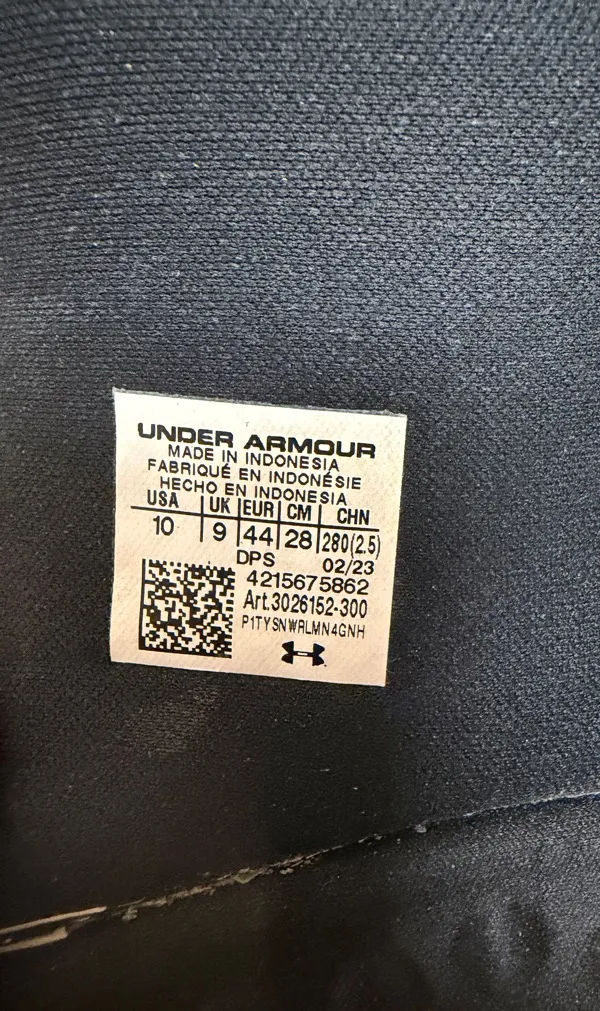 UNDER ARMOUR
MADE IN INDONESIA
FABRIQUÉ EN INDONÉSIE
HECHO EN INDONESIA
USA UK EUR CM CHN
10 9 44 28 280(2.5)
DPS 02/23
4215675862
Art.3026152-300
P1TYSNWRLMN4GNH